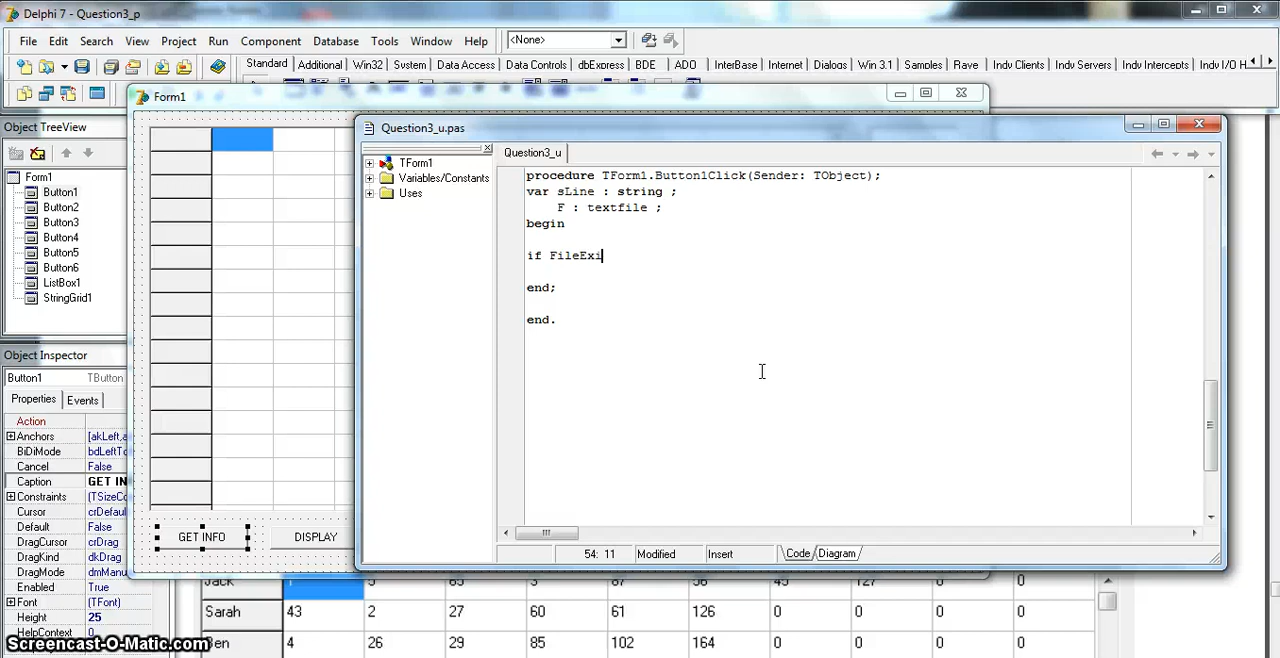 Delphi 7 - Question3_p
File Edit Search View Project Run Component Database Tools Window Help <None>
Standard Additional Win32 System Data Access Data Controls dbExpress BDE ADO InterBase Internet Dialogs Win 3.1 Samples Rave Indy Clients Indy Servers Indy Intercepts Indy I/O H
Form1
Object TreeView
Form1
Button1
Button2
Button3
Button4
Button5
Button6
ListBox1
StringGrid1
Question3_u.pas
TForm1
Variables/Constants
Uses
Question3_u
procedure TForm1.Button1Click(Sender: TObject);
var sLine : string ;
F : textfile ;
begin
if FileExi
end;
end.
54: 11 Modified Insert Code Diagram
Object Inspector
Button1 TButton
Properties Events
Action
Anchors [akLeft,a
BiDiMode bdLeftTo
Cancel False
Caption GET IN
Constraints (TSizeCo
Cursor crDefaul
Default False
DragCursor crDrag
DragKind dkDrag
DragMode dmManu
Enabled True
Font (TFont)
Height 25
HelpContext 0
GET INFO DISPLAY
Jack 1 5 65 3 87 56 45 127 0 0
Sarah 43 2 27 60 61 126 0 0 0 0
Ben 4 26 29 85 102 164 0 0 0 0
Screencast-O-Matic.com